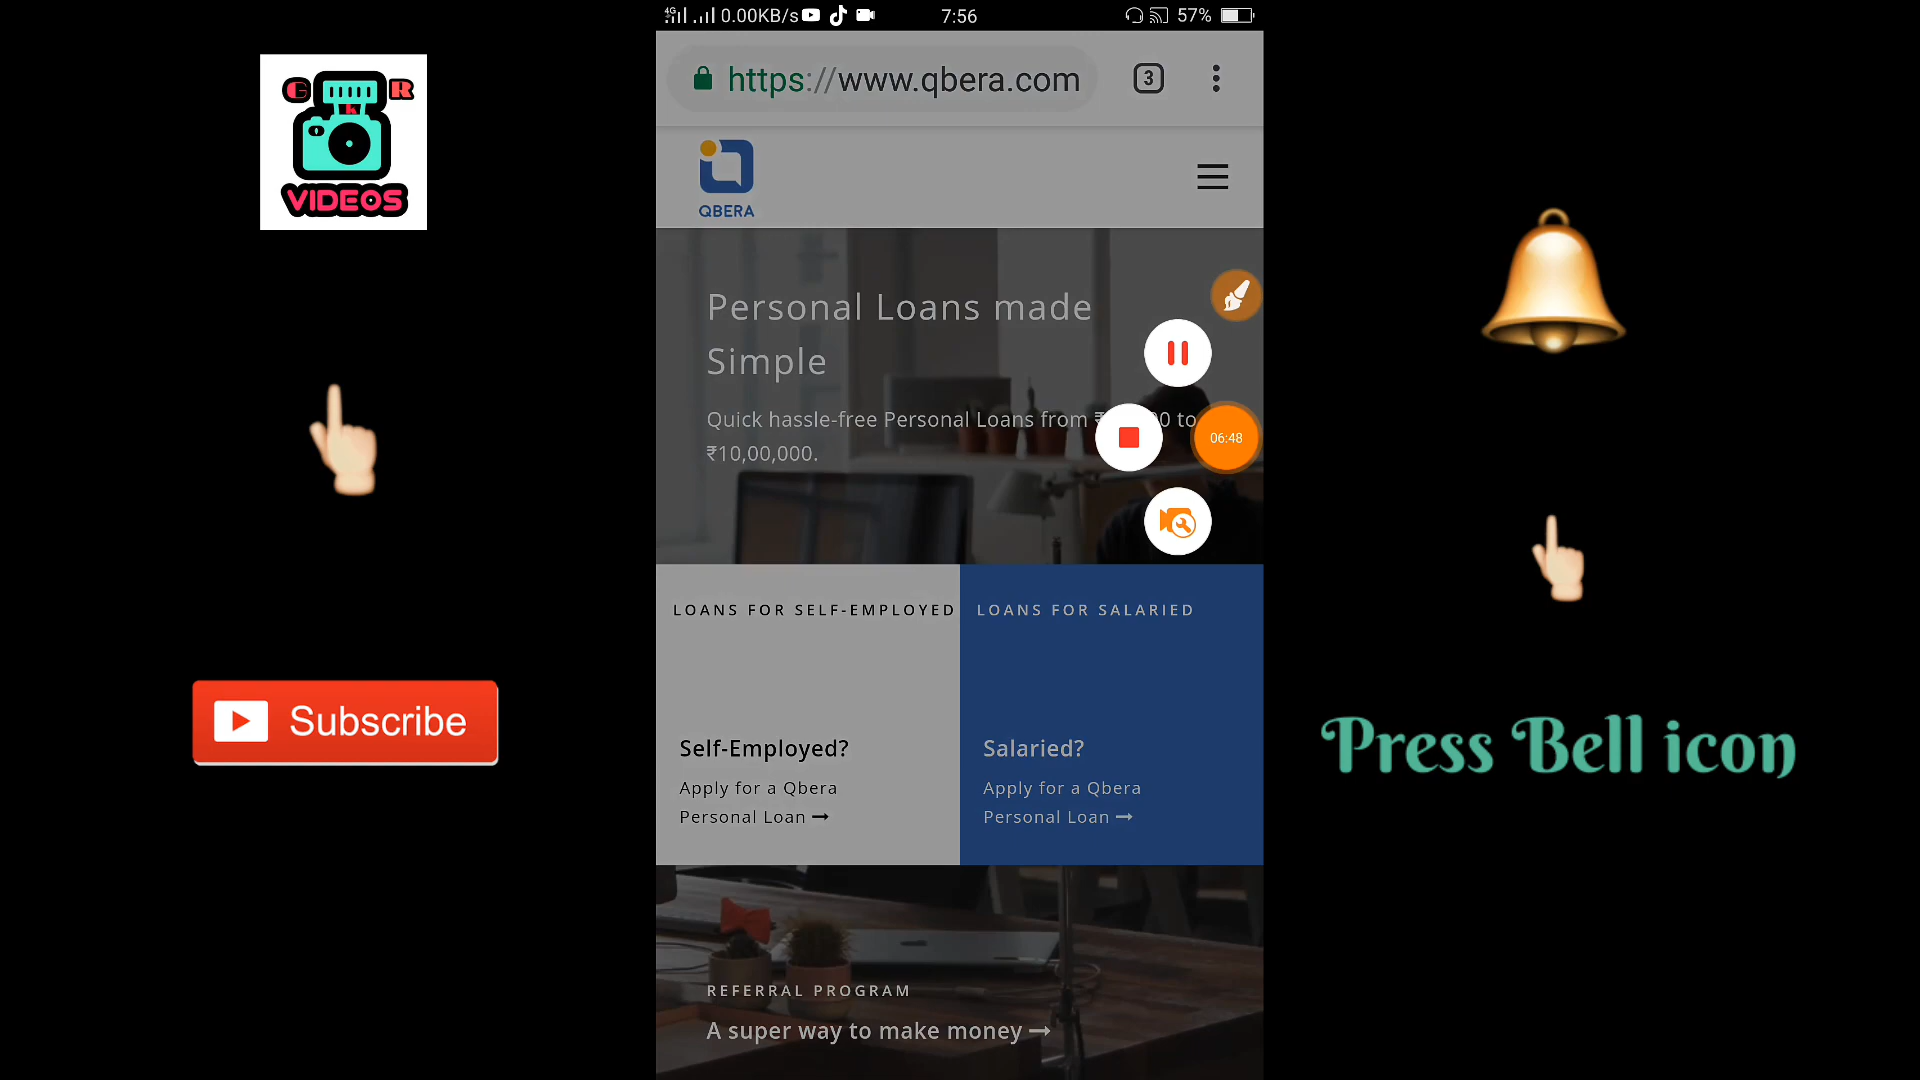 G R
VIDEOS
Subscribe
4G 0.00KB/s 7:56 57%
https://www.qbera.com 3
QBERA
Personal Loans made
Simple
Quick hassle-free Personal Loans from ₹ 0 to
₹10,00,000.
06:48
LOANS FOR SELF-EMPLOYED
Self-Employed?
Apply for a Qbera
Personal Loan →
LOANS FOR SALARIED
Salaried?
Apply for a Qbera
Personal Loan →
REFERRAL PROGRAM
A super way to make money →
Press Bell icon